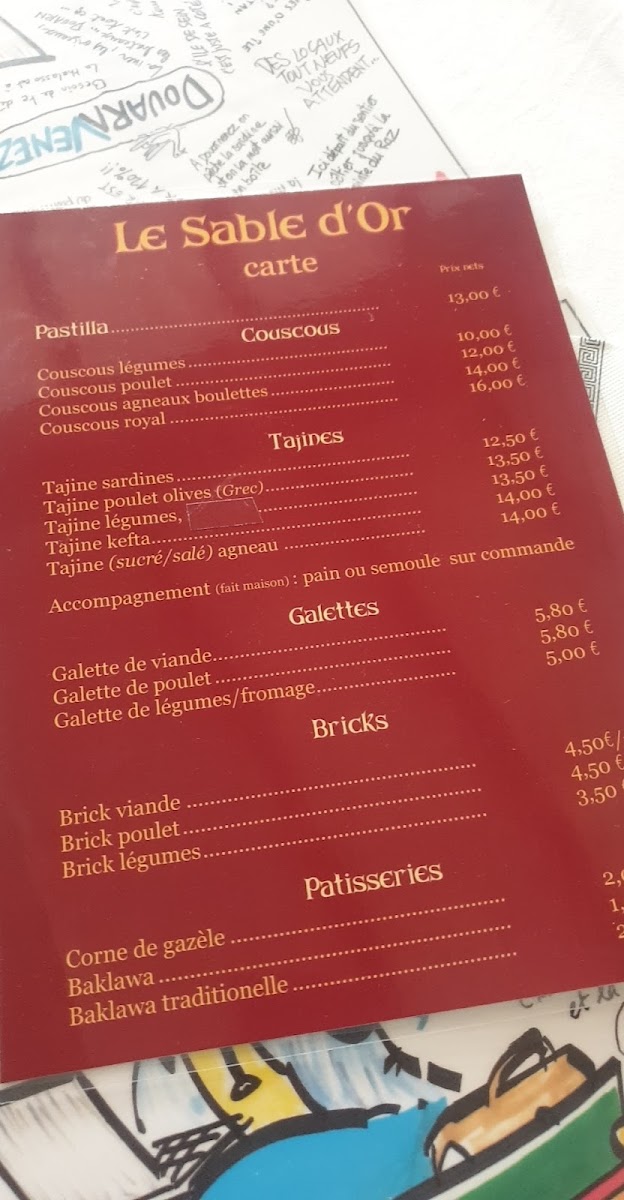 DES LOCAUX
TOUT NEUFS
VOUS
ATTENDENT...
DOUARNENEZ
Le Sable d'Or
carte
Prix nets
Pastilla 13,00 €
Couscous
Couscous légumes 10,00 €
Couscous poulet 12,00 €
Couscous agneaux boulettes 14,00 €
Couscous royal 16,00 €
Tajines
Tajine sardines 12,50 €
Tajine poulet olives (Grec) 13,50 €
Tajine légumes, 13,50 €
Tajine kefta 14,00 €
Tajine (sucré/salé) agneau 14,00 €
Accompagnement (fait maison) : pain ou semoule sur commande
Galettes
Galette de viande 5,80 €
Galette de poulet 5,80 €
Galette de légumes/fromage 5,00 €
Bricks
Brick viande 4,50€/
Brick poulet 4,50 €
Brick légumes 3,50
Patisseries
Corne de gazèle 2,
Baklawa 1,
Baklawa traditionelle 2
et la